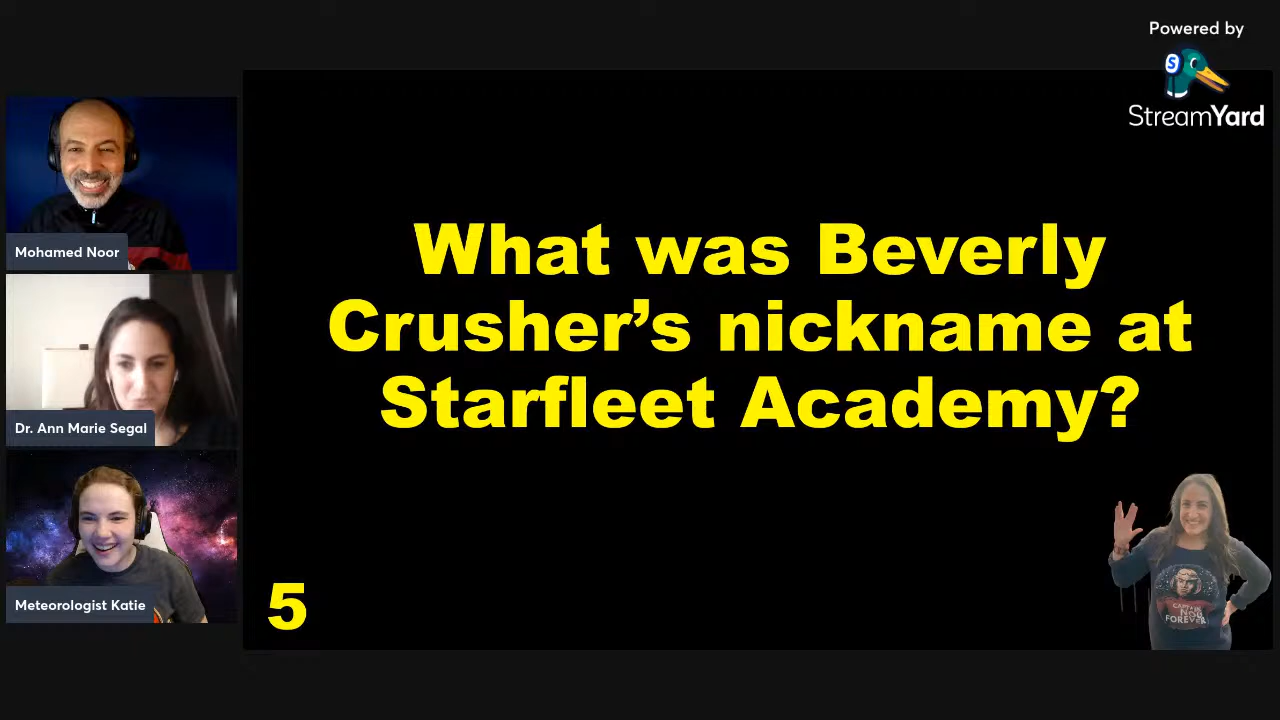 Powered by
S
StreamYard
Mohamed Noor
Dr. Ann Marie Segal
Meteorologist Katie
What was Beverly
Crusher’s nickname at
Starfleet Academy?
5
FOREVER